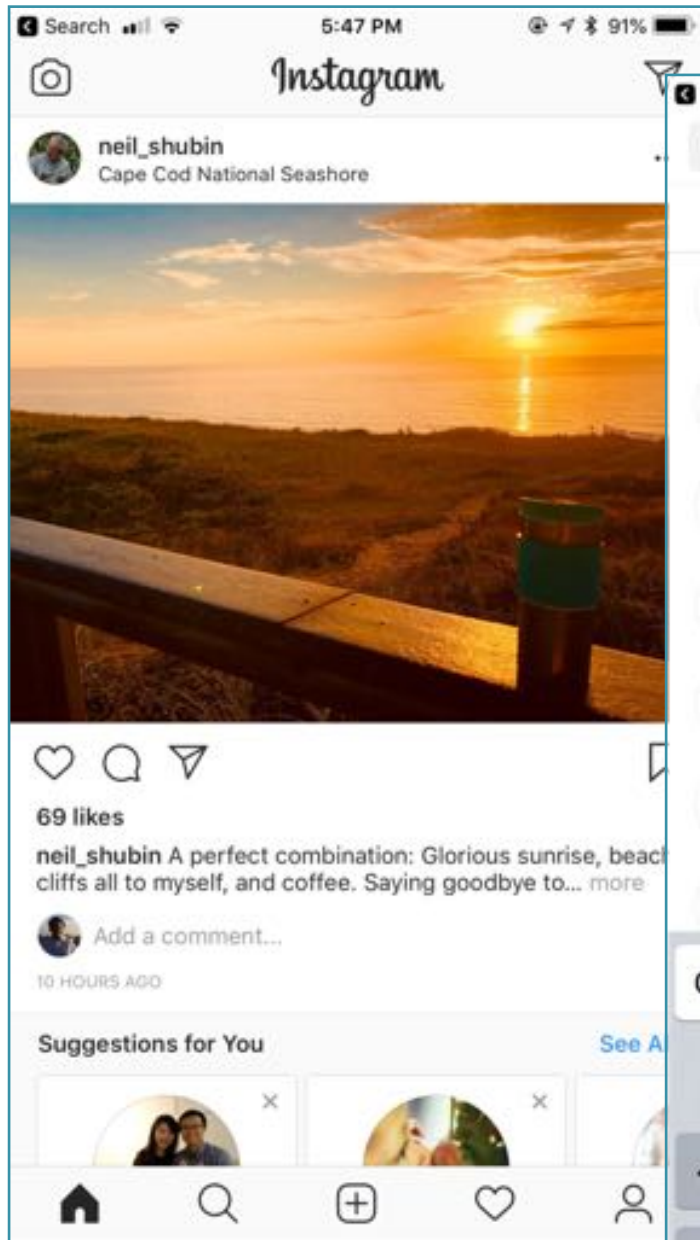 Search 5:47 PM 91%
Instagram
neil_shubin
Cape Cod National Seashore
69 likes
neil_shubin A perfect combination: Glorious sunrise, beach
cliffs all to myself, and coffee. Saying goodbye to... more
Add a comment...
10 HOURS AGO
Suggestions for You
See A